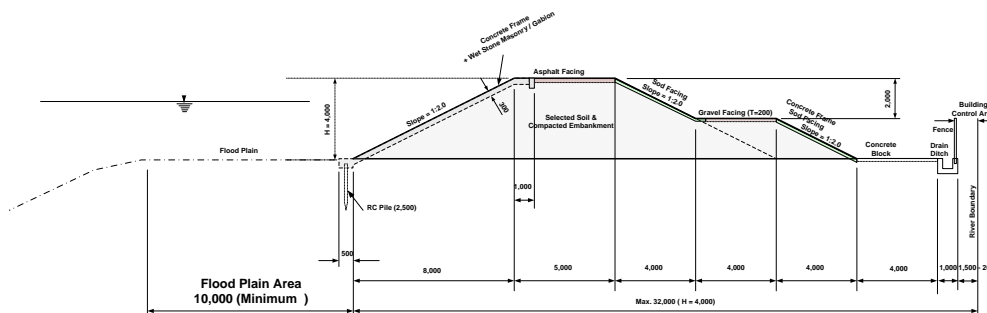 Concrete Frame
+ Wet Stone Masonry / Gabion
Asphalt Facing
Slope = 1:2.0
300
H = 4,000
Selected Soil &
Compacted Embankment
Sod Facing
Slope = 1:2.0
Gravel Facing (T=200)
2,000
Concrete Frame
Sod Facing
Slope = 1:2.0
Building
Control Ar
Fence
Drain
Ditch
Concrete
Block
River Boundary
Flood Plain
1,000
RC Pile (2,500)
500
8,000
5,000
4,000
4,000
4,000
4,000
1,000
1,500 - 2
Flood Plain Area
10,000 (Minimum )
Max. 32,000 ( H = 4,000)